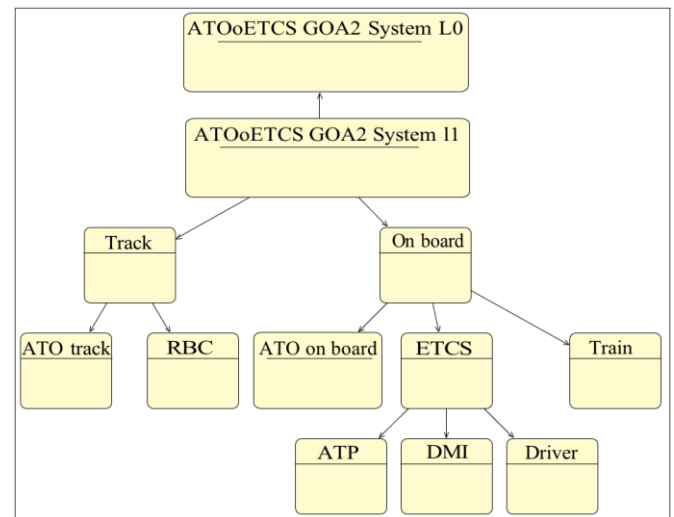 ATOoETCS GOA2 System L0
ATOoETCS GOA2 System l1
Track
On board
ATO track
RBC
ATO on board
ETCS
Train
ATP
DMI
Driver